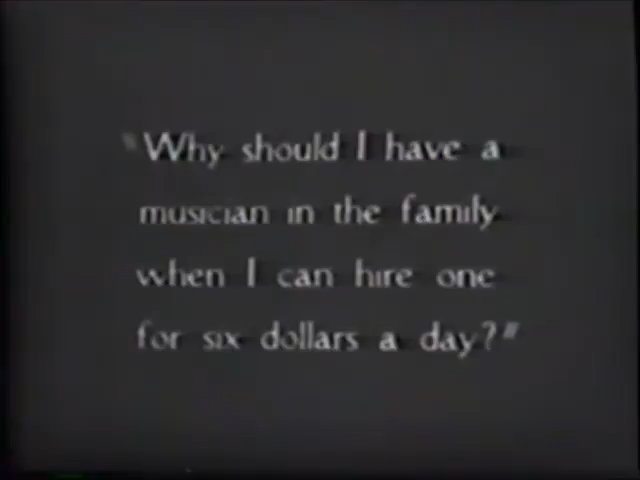 "Why should I have a
musician in the family
when I can hire one
for six dollars a day?"